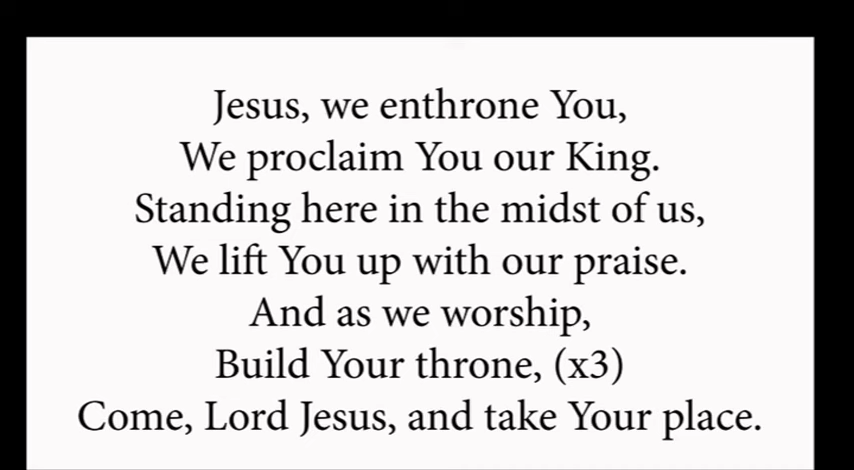 Jesus, we enthrone You,
We proclaim You our King.
Standing here in the midst of us,
We lift You up with our praise.
And as we worship,
Build Your throne, (x3)
Come, Lord Jesus, and take Your place.